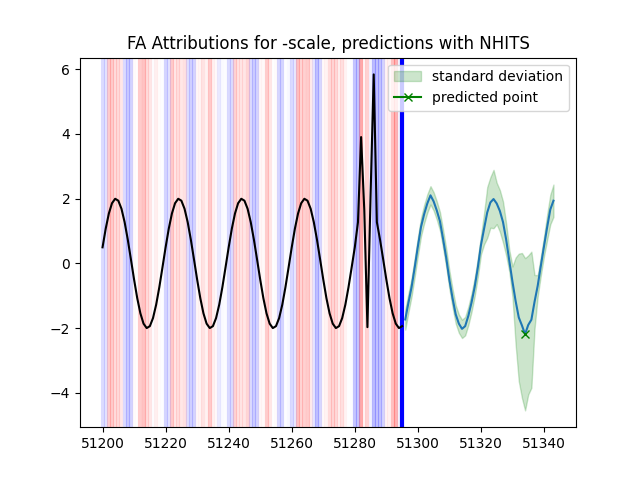 FA Attributions for -scale, predictions with NHITS
standard deviation
predicted point
6
4
2
0
−2
−4
51200 51220 51240 51260 51280 51300 51320 51340